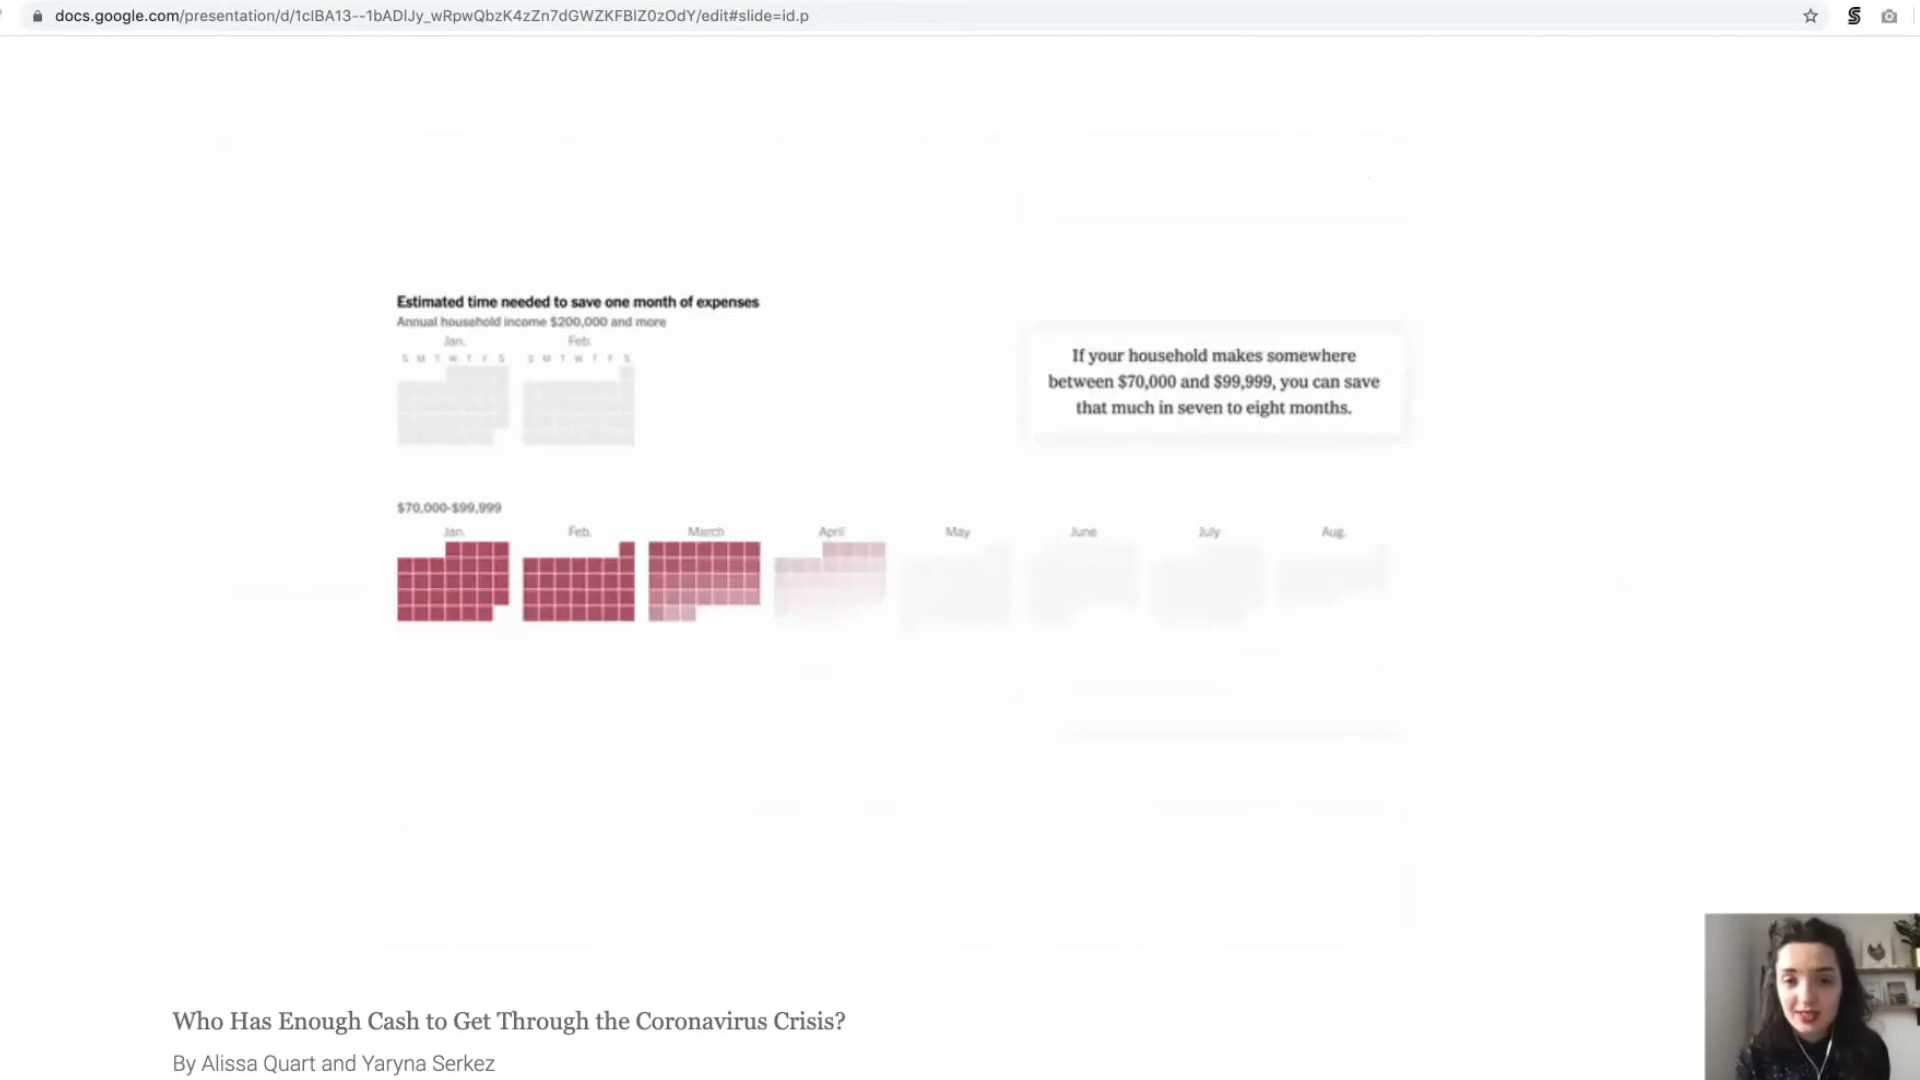 docs.google.com/presentation/d/1clBA13--1bADlJy_wRpwQbzK4zZn7dGWZKFBlZ0zOdY/edit#slide=id.p
Estimated time needed to save one month of expenses
Annual household income $200,000 and more
Jan. Feb.
S M T W T F S S M T W T F S
If your household makes somewhere
between $70,000 and $99,999, you can save
that much in seven to eight months.
$70,000-$99,999
Jan. Feb. March April May June July Aug.
Who Has Enough Cash to Get Through the Coronavirus Crisis?
By Alissa Quart and Yaryna Serkez